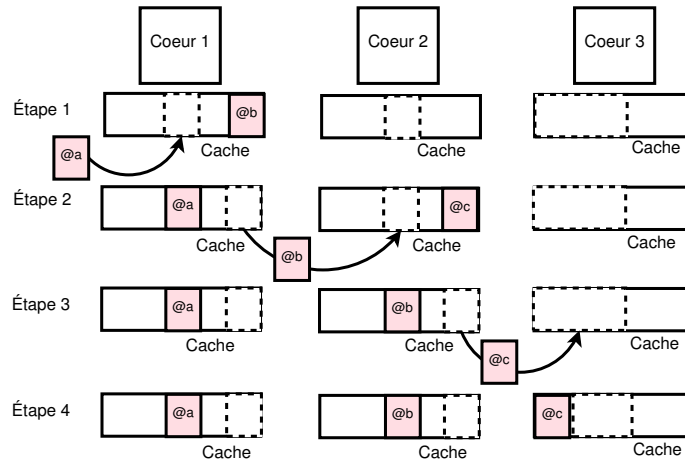 Coeur 1
Coeur 2
Coeur 3
Étape 1
@b
Cache
Cache
Cache
@a
Étape 2
@a
@c
Cache
Cache
Cache
@b
Étape 3
@a
@b
Cache
Cache
Cache
@c
Étape 4
@a
@b
@c
Cache
Cache
Cache